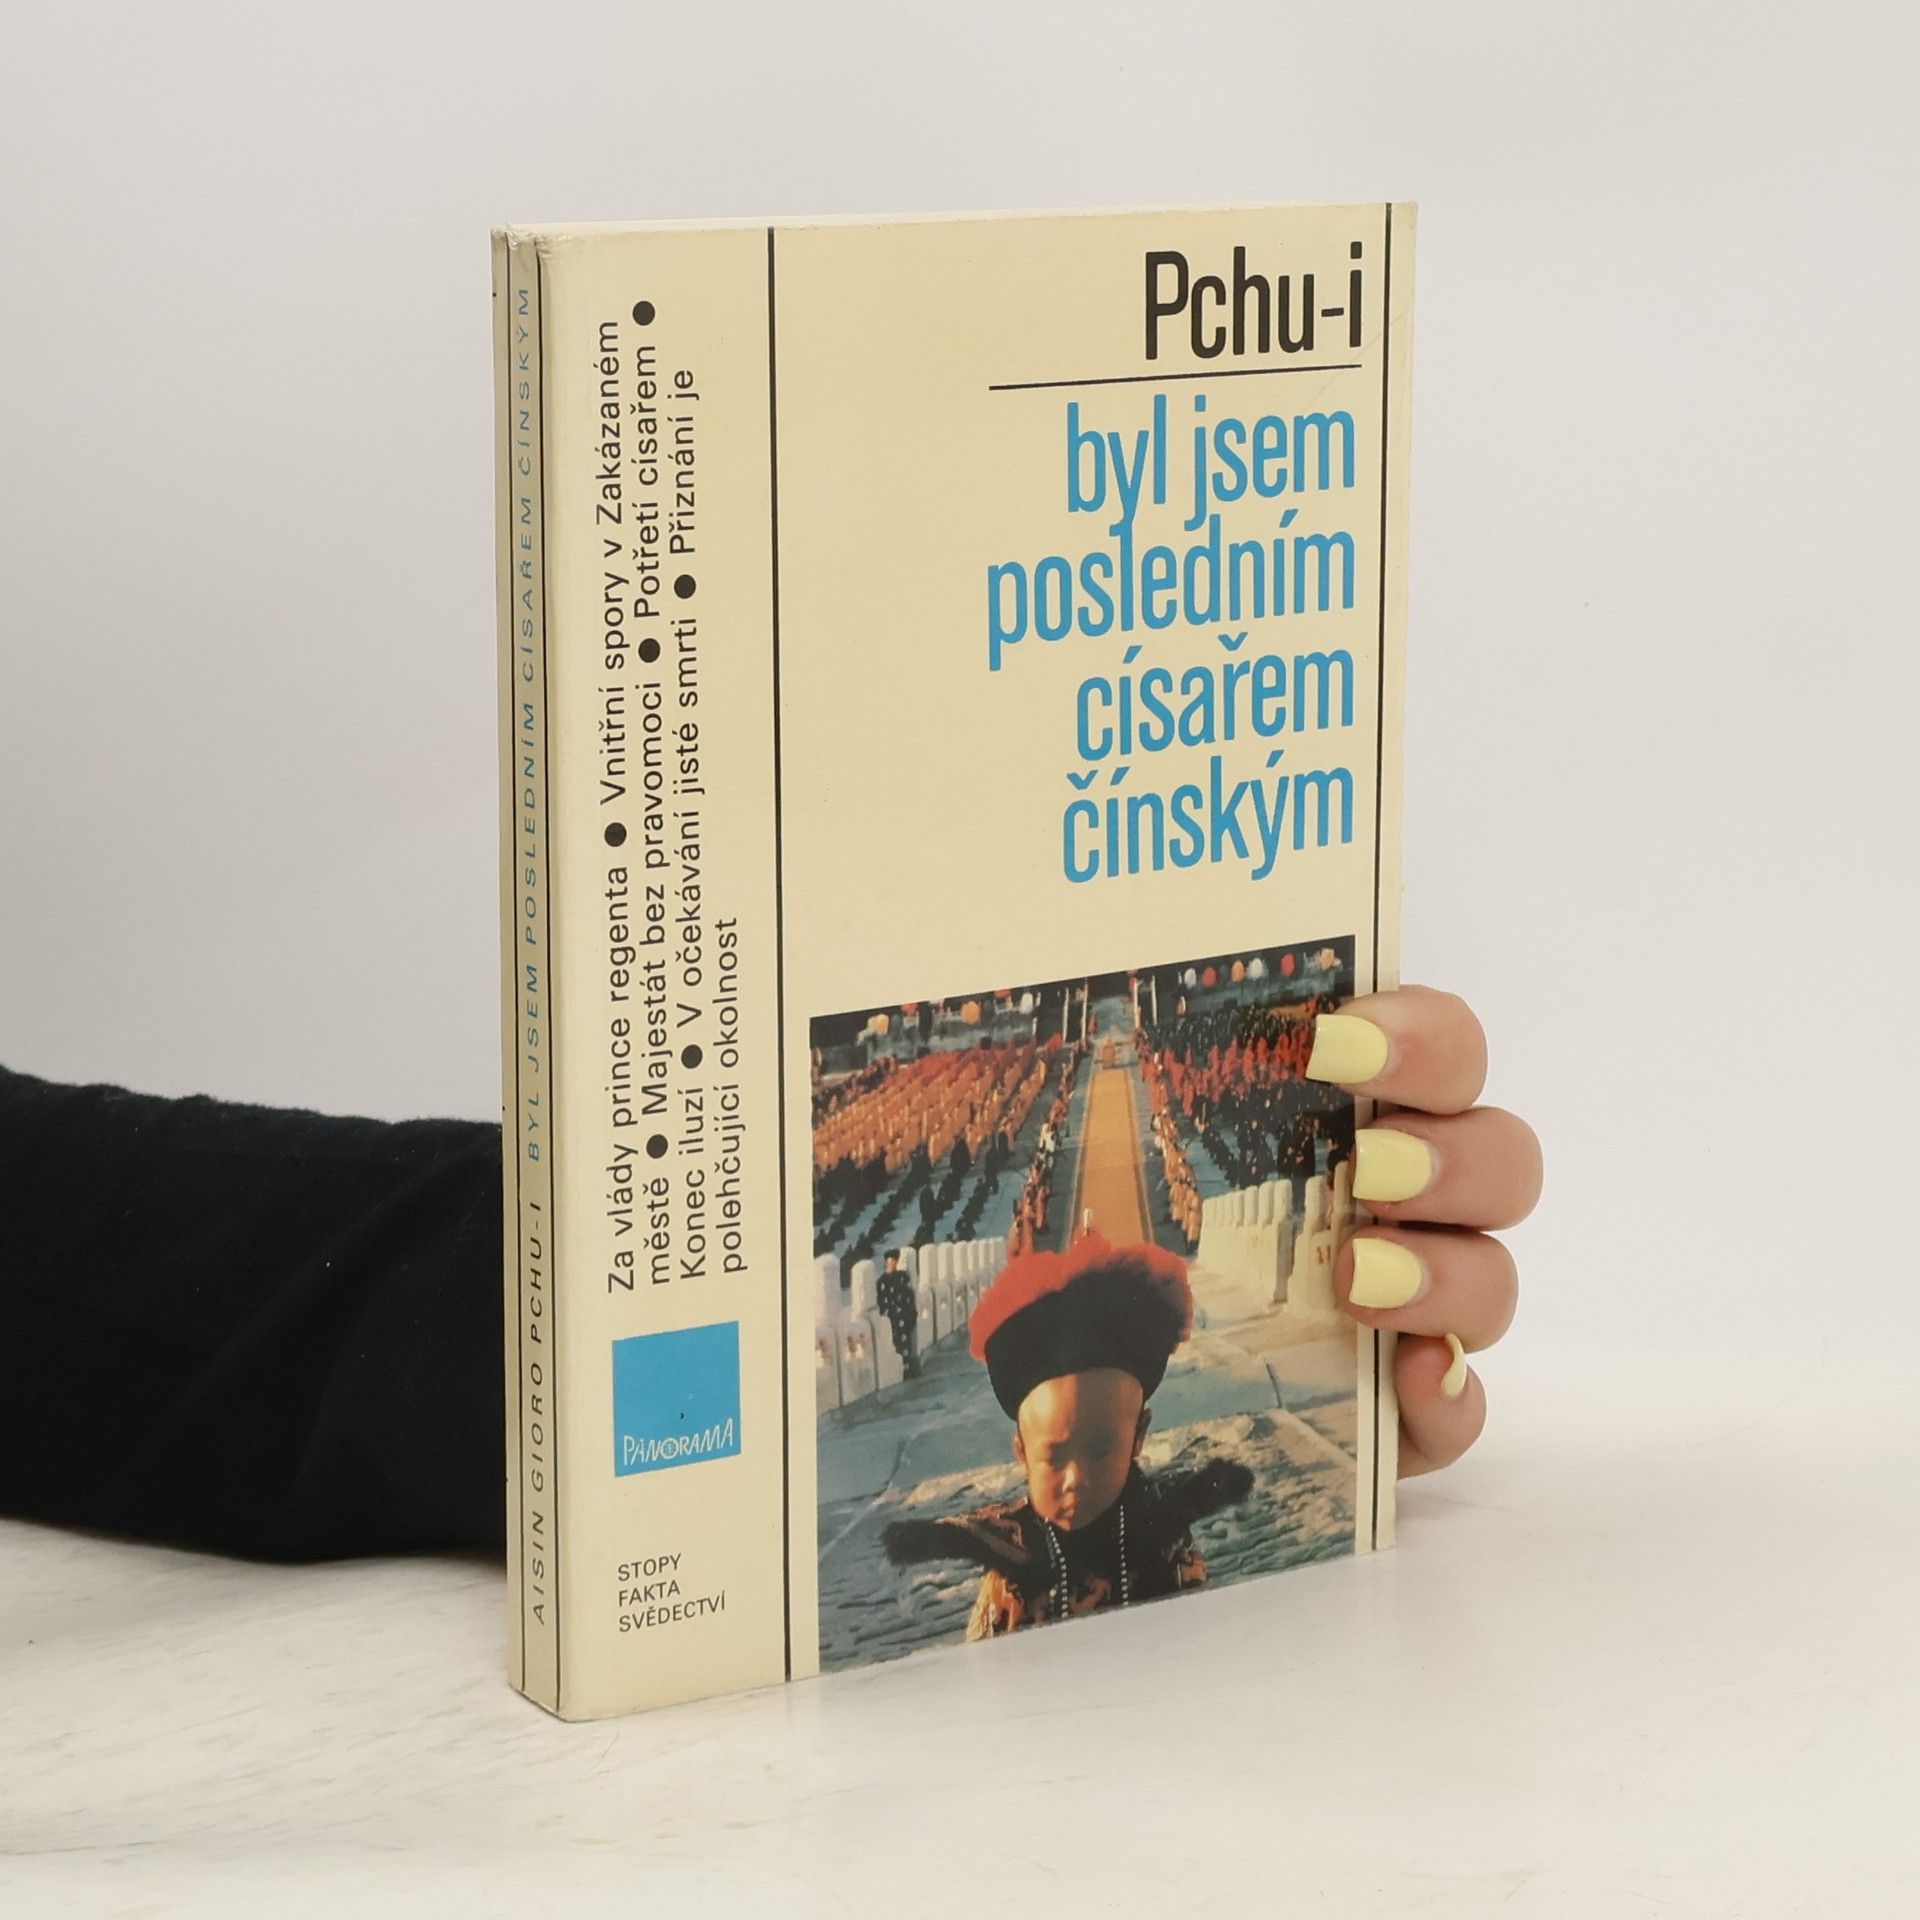 Pchu-i
byl jsem
posledním
císařem
čínským
Za vlády prince regenta ● Vnitřní spory v Zakázaném
městě ● Majestát bez pravomoci ● Potřetí císařem ●
Konec iluzí ● V očekávání jisté smrti ● Přiznání je
polehčující okolnost
PANORAMA
STOPY
FAKTA
SVĚDECTVÍ
AISIN GIORO PCHU-I BYL JSEM POSLEDNÍM CÍSAŘEM ČÍNSKÝM